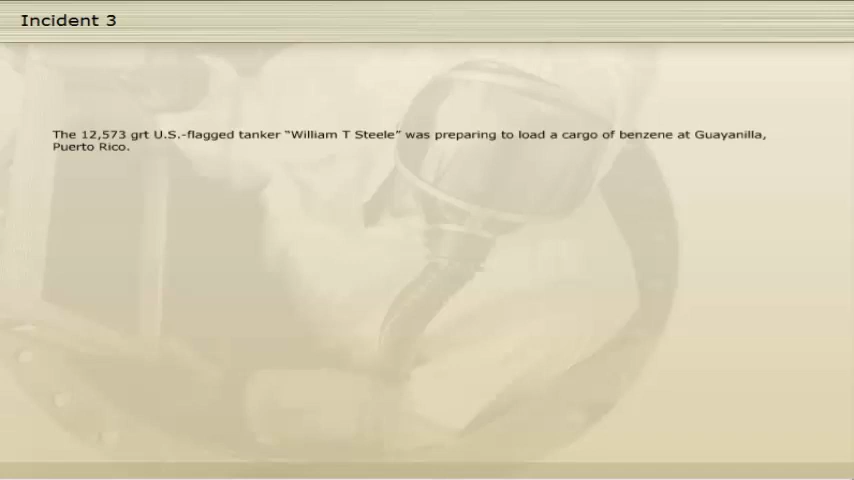 Incident 3
The 12,573 grt U.S.-flagged tanker “William T Steele” was preparing to load a cargo of benzene at Guayanilla,
Puerto Rico.